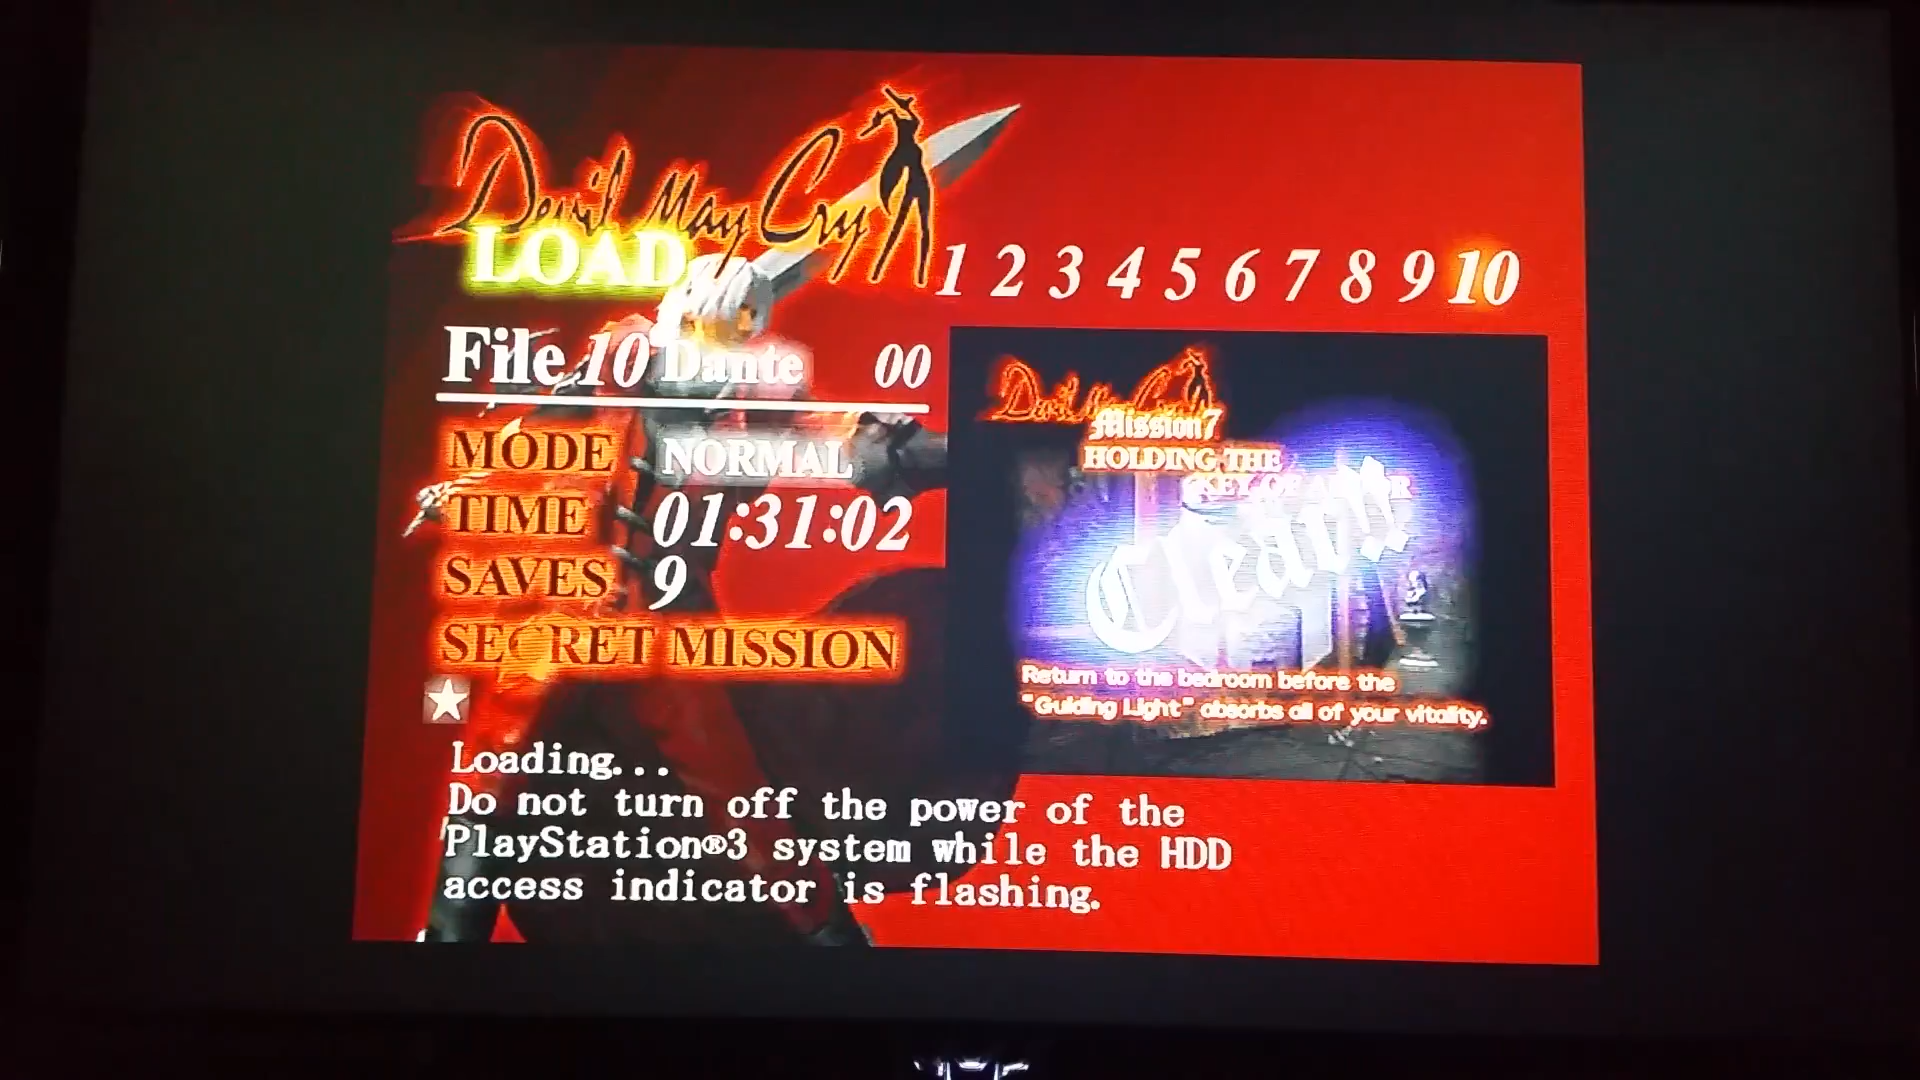 Devil May Cry
LOAD
1 2 3 4 5 6 7 8 9 10
File 10 Dante 00
MODE NORMAL
TIME 01:31:02
SAVES 9
SECRET MISSION
Devil May Cry
Mission7
HOLDING THE
KEY OF
Clear!!
Return to the bedroom before the
"Guiding Light" absorbs all of your vitality.
Loading...
Do not turn off the power of the
PlayStation®3 system while the HDD
access indicator is flashing.